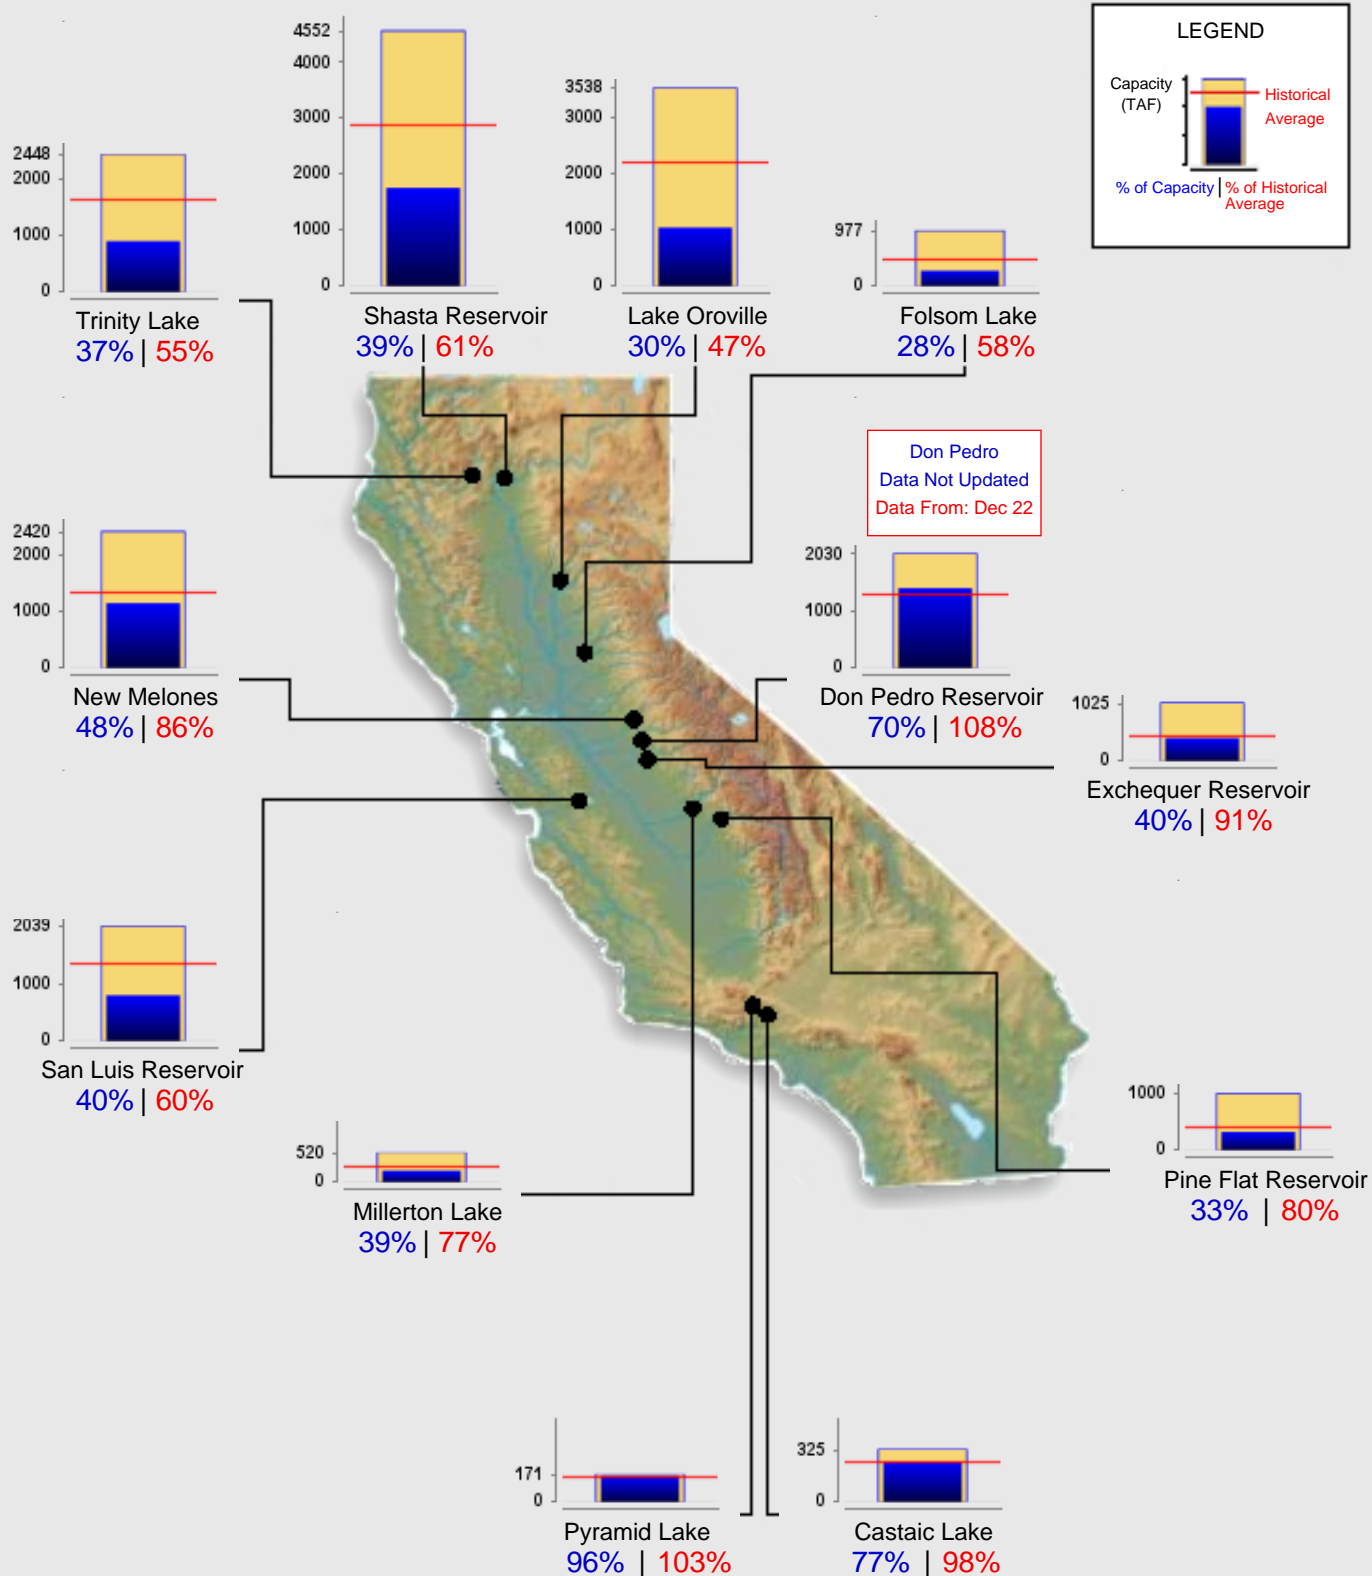 LEGEND
Capacity
(TAF)
Historical
Average
% of Capacity | % of Historical
Average
4552
4000
3000
2000
1000
0
Shasta Reservoir
39% | 61%
3538
3000
2000
1000
0
Lake Oroville
30% | 47%
2448
2000
1000
0
Trinity Lake
37% | 55%
977
0
Folsom Lake
28% | 58%
Don Pedro
Data Not Updated
Data From: Dec 22
2420
2000
1000
0
New Melones
48% | 86%
2030
1000
0
Don Pedro Reservoir
70% | 108%
1025
0
Exchequer Reservoir
40% | 91%
2039
1000
0
San Luis Reservoir
40% | 60%
520
0
Millerton Lake
39% | 77%
1000
0
Pine Flat Reservoir
33% | 80%
171
0
Pyramid Lake
96% | 103%
325
0
Castaic Lake
77% | 98%